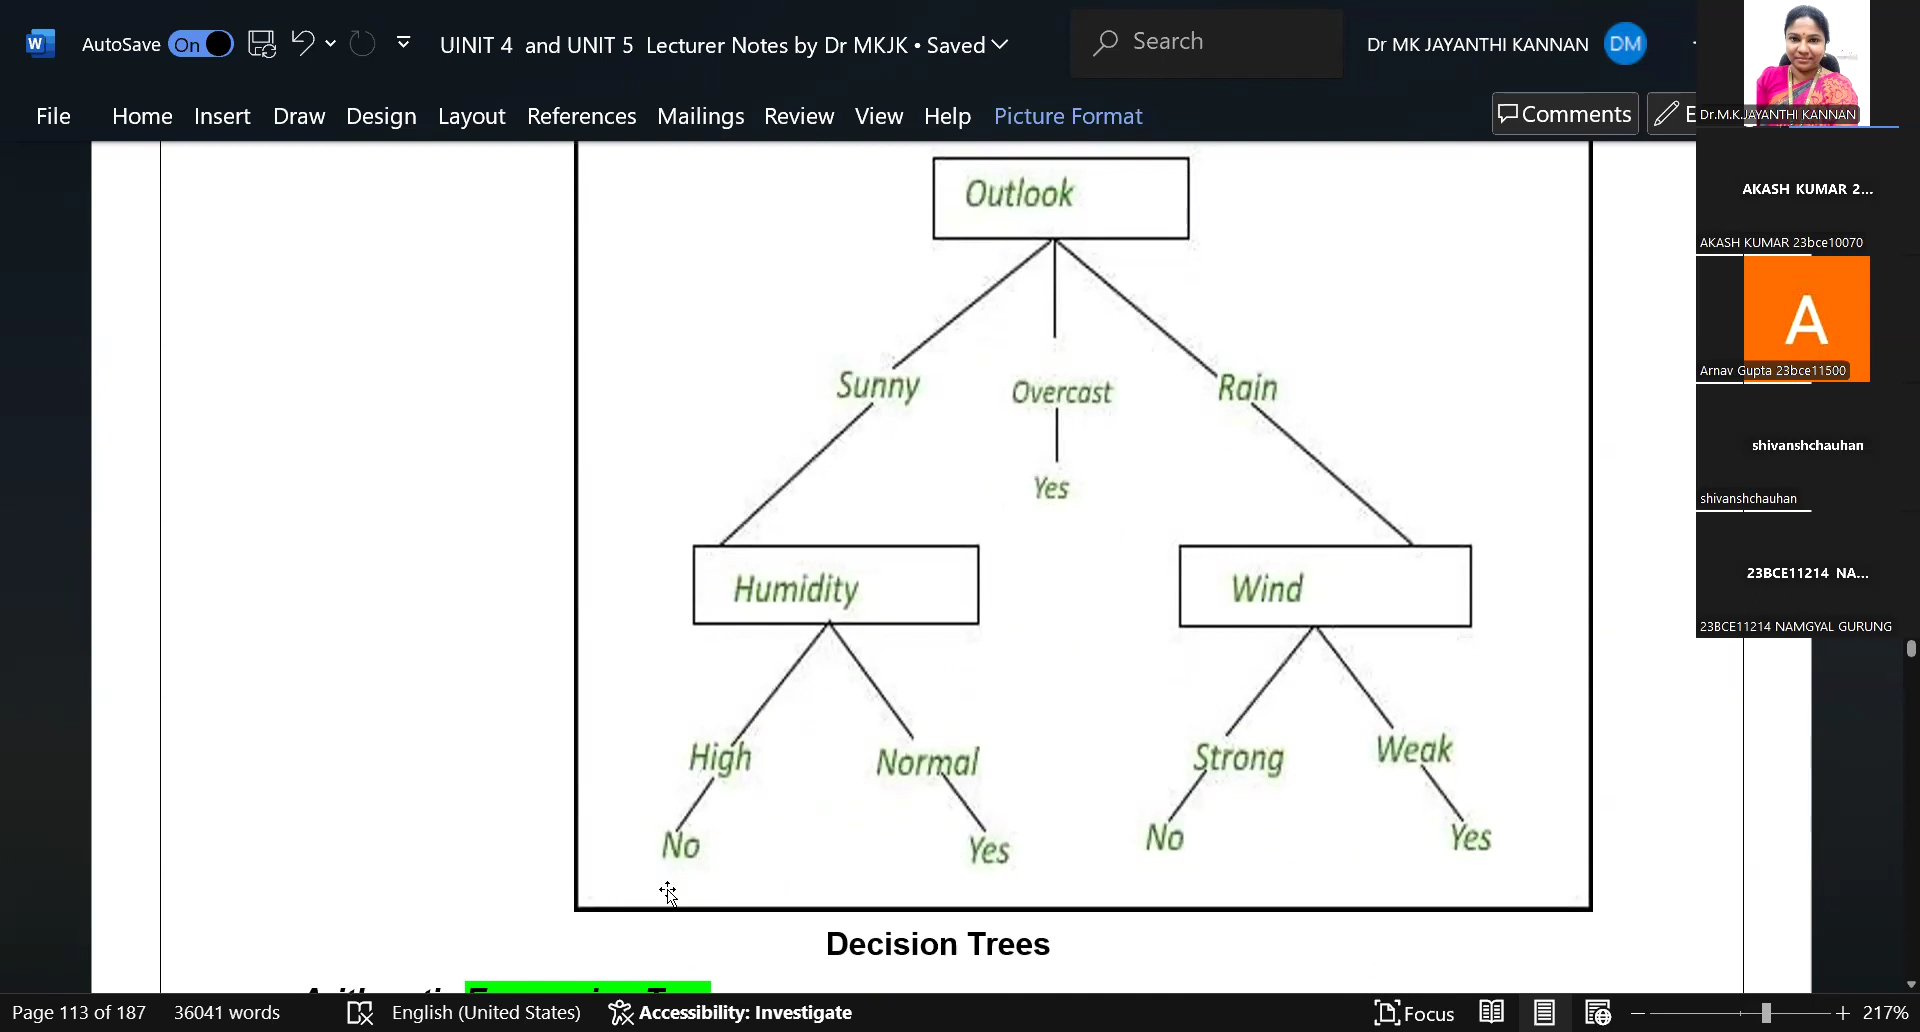 AutoSave On UINIT 4 and UNIT 5 Lecturer Notes by Dr MKJK • Saved Search Dr MK JAYANTHI KANNAN DM
File Home Insert Draw Design Layout References Mailings Review View Help Picture Format Comments
Dr.M.K.JAYANTHI KANNAN
AKASH KUMAR 2...
AKASH KUMAR 23bce10070
A
Arnav Gupta 23bce11500
shivanshchauhan
shivanshchauhan
23BCE11214 NA...
23BCE11214 NAMGYAL GURUNG
Outlook
Sunny Overcast Rain
Yes
Humidity Wind
High Normal Strong Weak
No Yes No Yes
Decision Trees
Page 113 of 187 36041 words English (United States) Accessibility: Investigate Focus 217%